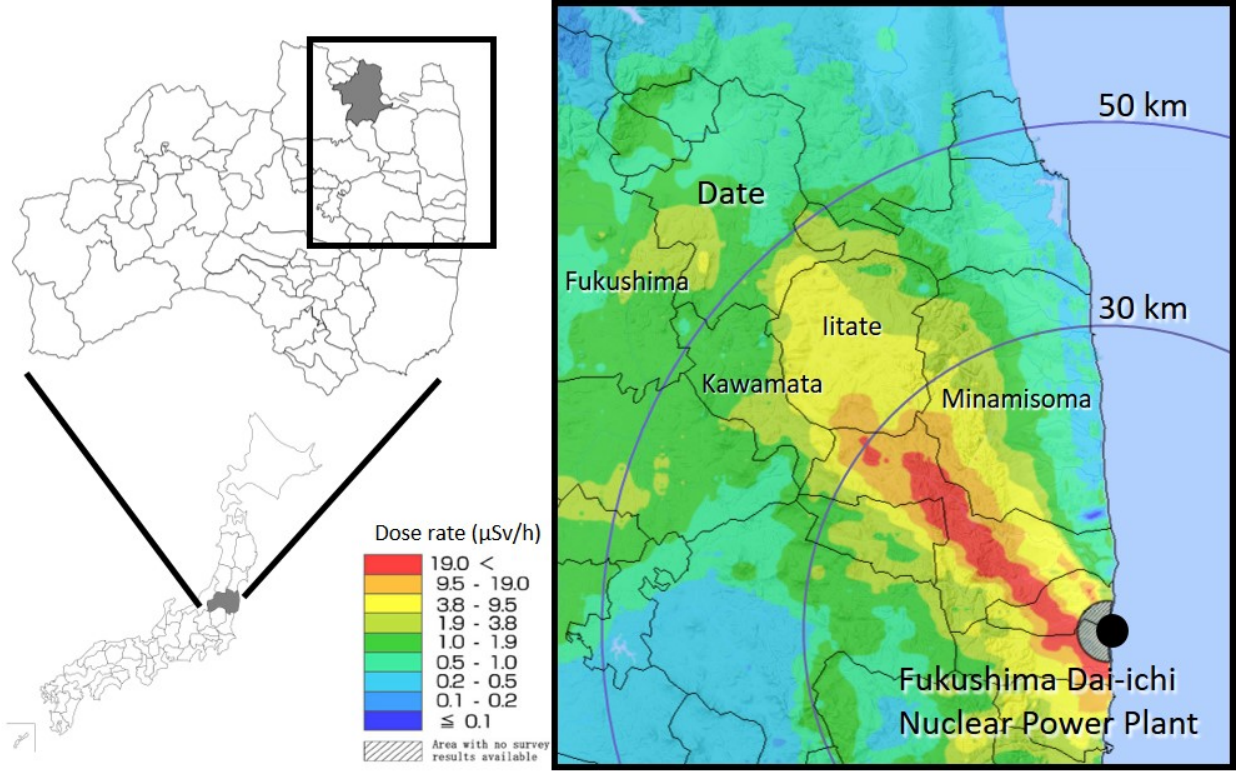 Dose rate (μSv/h)
19.0 <
9.5 - 19.0
3.8 - 9.5
1.9 - 3.8
1.0 - 1.9
0.5 - 1.0
0.2 - 0.5
0.1 - 0.2
≦ 0.1
Area with no survey
results available
50 km
Date
Fukushima
30 km
Iitate
Kawamata
Minamisoma
Fukushima Dai-ichi
Nuclear Power Plant